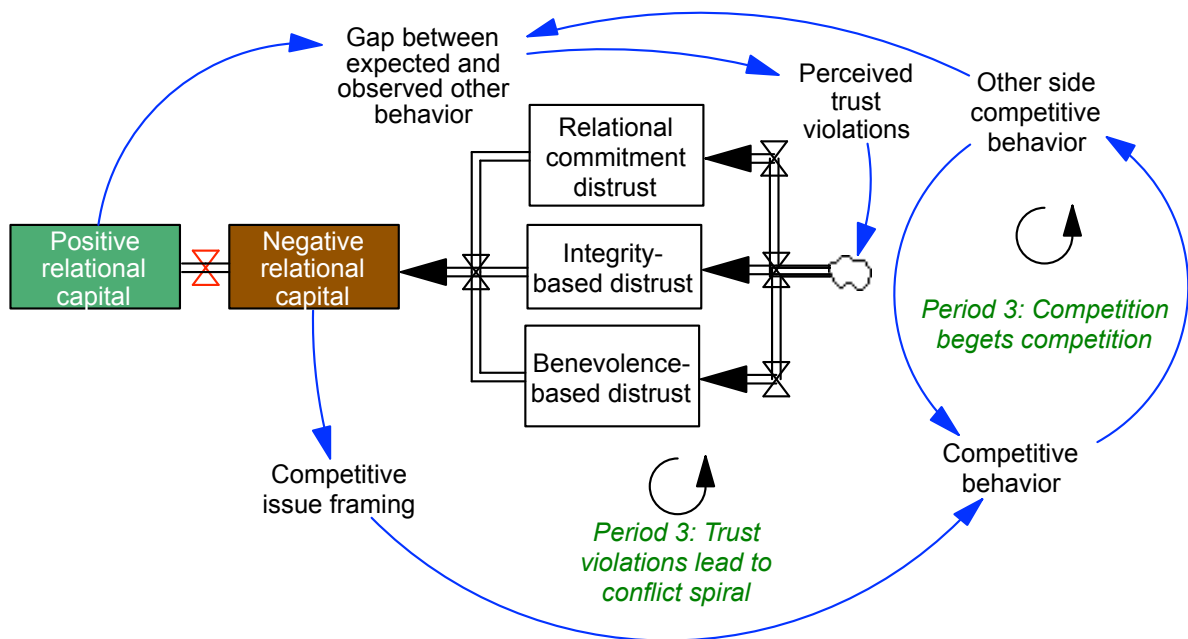 Gap between
expected and
observed other
behavior
Perceived
trust
violations
Other side
competitive
behavior
Relational
commitment
distrust
Positive
relational
capital
Negative
relational
capital
Integrity-
based distrust
Benevolence-
based distrust
Period 3: Competition
begets competition
Competitive
issue framing
Competitive
behavior
Period 3: Trust
violations lead to
conflict spiral